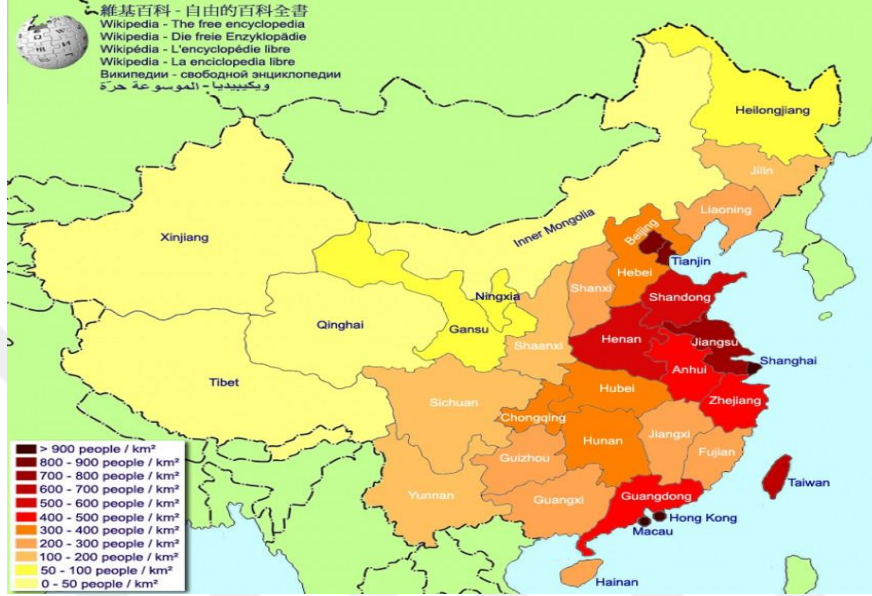 維基百科 - 自由的百科全書
Wikipedia - The free encyclopedia
Wikipedia - Die freie Enzyklopädie
Wikipédia - L'encyclopédie libre
Wikipedia - La enciclopedia libre
Википедии - свободной энциклопедии
ويكيبيديا - الموسوعة حرّة
Heilongjiang
Jilin
Liaoning
Inner Mongolia
Xinjiang
Beijing
Tianjin
Hebei
Ningxia
Shanxi
Shandong
Qinghai
Gansu
Shaanxi
Henan
Jiangsu
Shanghai
Tibet
Anhui
Sichuan
Hubei
Zhejiang
Chongqing
Hunan
Jiangxi
Fujian
Guizhou
Yunnan
Guangxi
Guangdong
Taiwan
Hong Kong
Macau
Hainan
> 900 people / km²
800 - 900 people / km²
700 - 800 people / km²
600 - 700 people / km²
500 - 600 people / km²
400 - 500 people / km²
300 - 400 people / km²
200 - 300 people / km²
100 - 200 people / km²
50 - 100 people / km²
0 - 50 people / km²